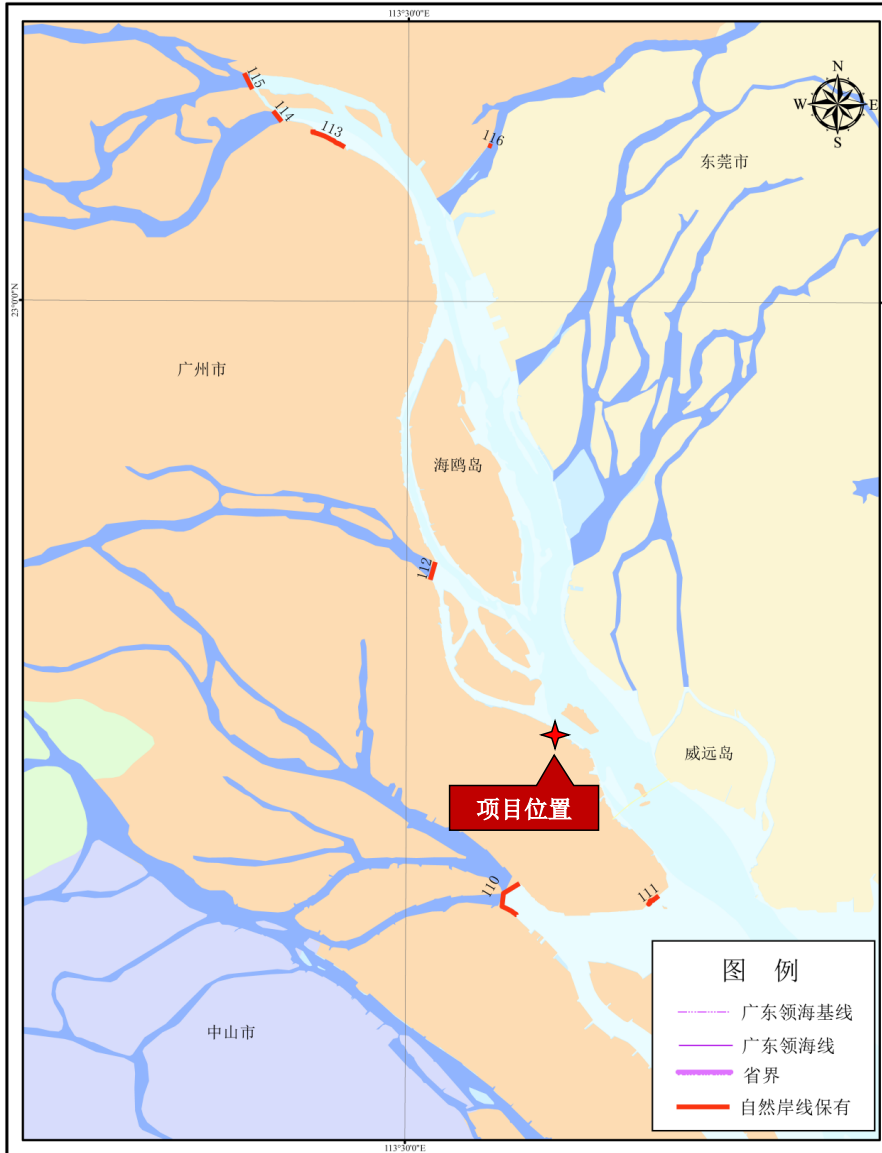 113°30'0"E
115
114
113
116
N
W
E
S
东莞市
23°0'0"N
广州市
海鸥岛
112
威远岛
项目位置
110
111
图 例
广东领海基线
广东领海线
省界
自然岸线保有
中山市
113°30'0"E